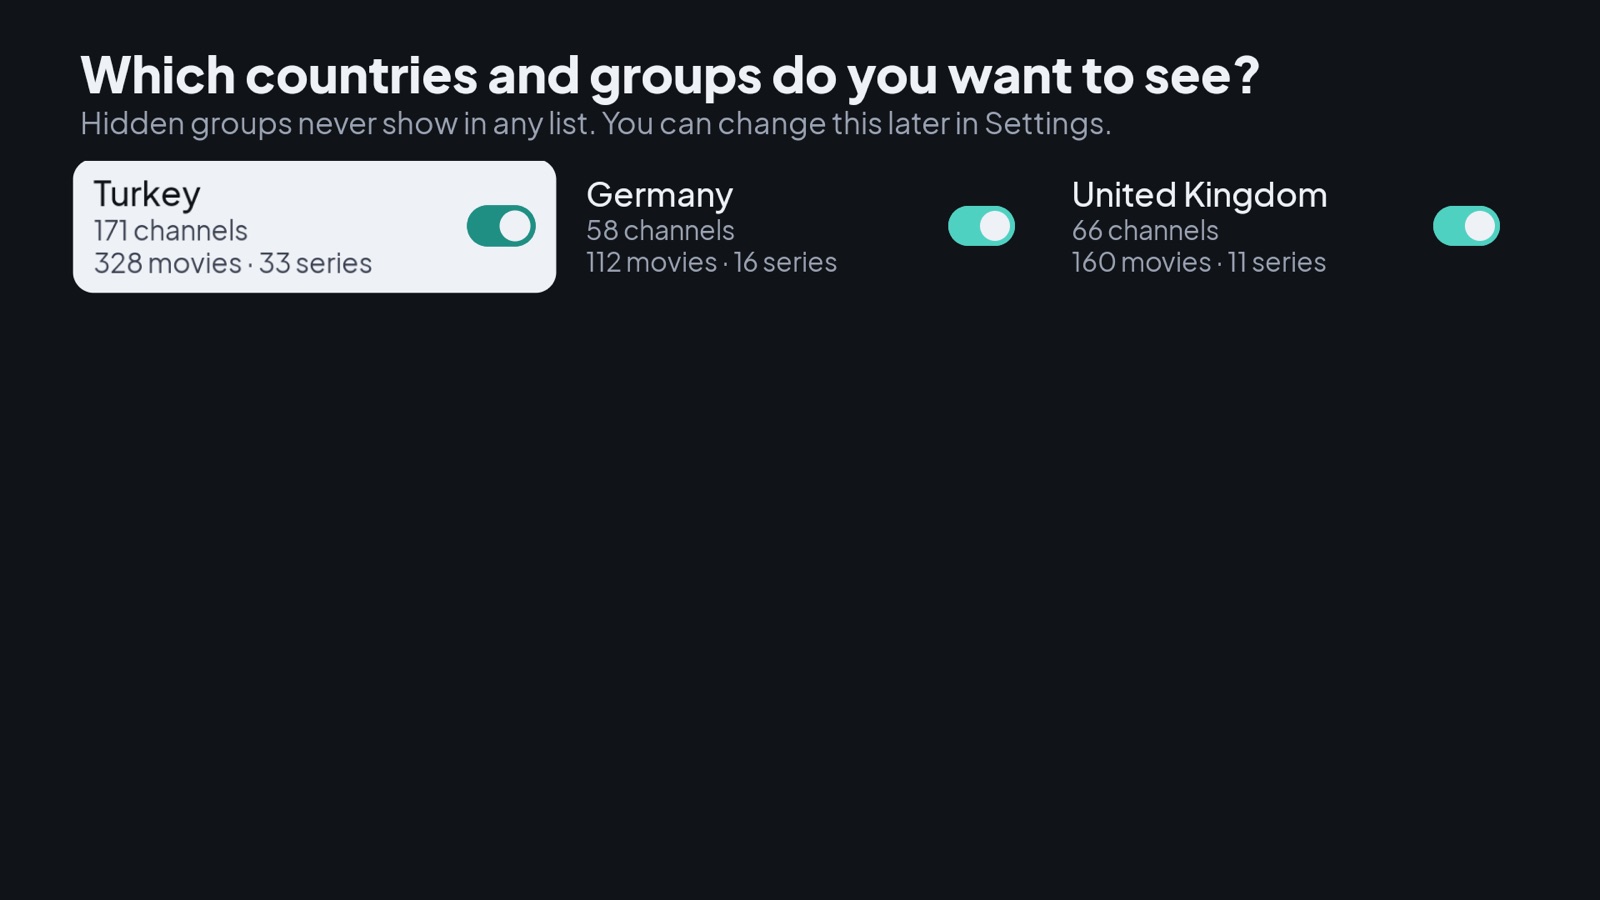 Which countries and groups do you want to see?
Hidden groups never show in any list. You can change this later in Settings.
Turkey
171 channels
328 movies · 33 series
Germany
58 channels
112 movies · 16 series
United Kingdom
66 channels
160 movies · 11 series